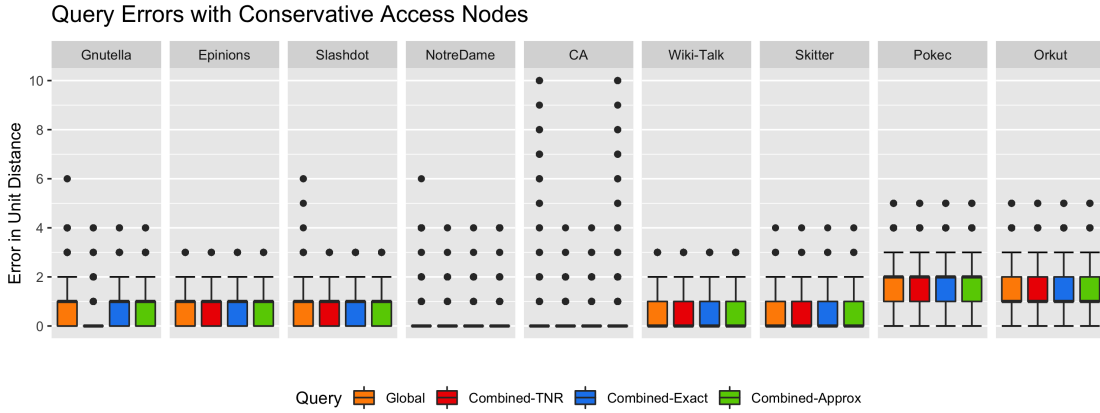 Query Errors with Conservative Access Nodes
Gnutella Epinions Slashdot NotreDame CA Wiki-Talk Skitter Pokec Orkut
Error in Unit Distance
10
8
6
4
2
0
Query Global Combined-TNR Combined-Exact Combined-Approx